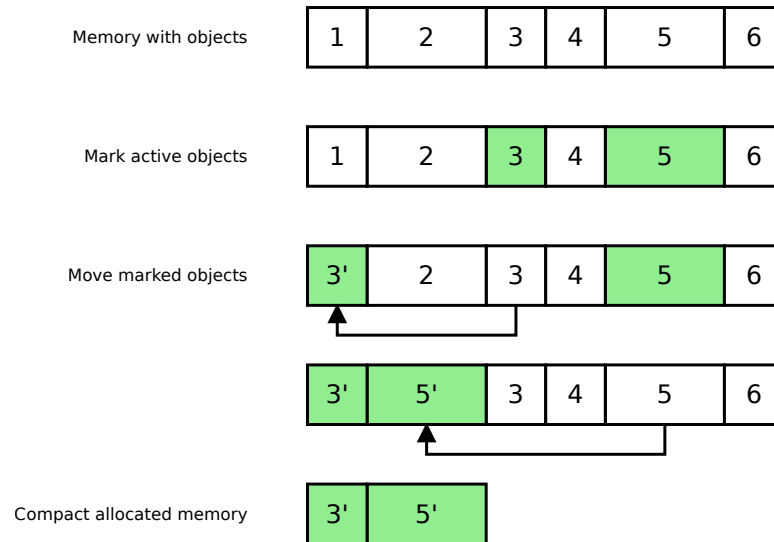 Memory with objects 1 2 3 4 5 6
Mark active objects 1 2 3 4 5 6
Move marked objects 3' 2 3 4 5 6
3' 5' 3 4 5 6
Compact allocated memory 3' 5'